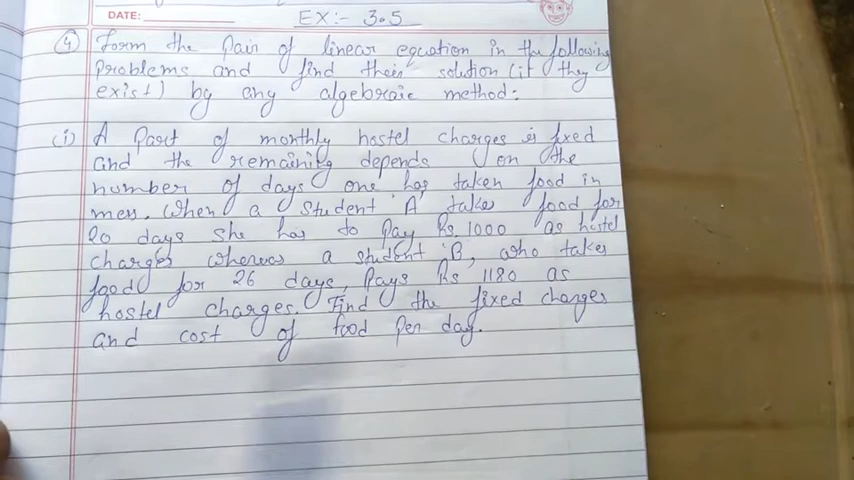 DATE:
EX:- 3.5
4 Form the Pair of linear equation in the following
Problems and find their solution (if they
exist) by any algebraic method:
(i) A Part of monthly hostel charges is fixed
and the remaining depends on the
number of days one has taken food in
mess. When a student 'A' takes food for
20 days she has to pay Rs. 1000 as hostel
charges whereas a student 'B, who takes
food for 26 days, Pays Rs 1180 as
hostel charges. Find the fixed charges
and cost of food Per day.